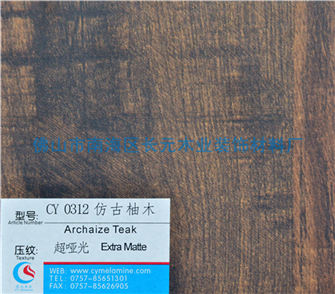 佛山市南海区长无木业装饰材料厂
型号:
Article Number
CY 0312 仿古柚木
Archaize Teak
压纹:
Texture
超哑光 Extra Matte
WEB: www.cymelamine.com
TEL: 0757-85651301
FAX: 0757-85626905